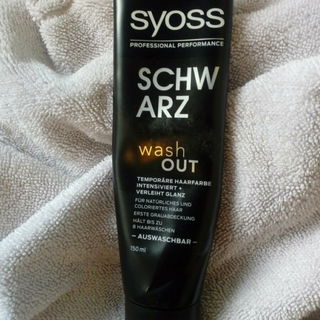 syoss
PROFESSIONAL PERFORMANCE
SCHW
ARZ
wash
OUT
TEMPORÄRE HAARFARBE
INTENSIVIERT +
VERLEIHT GLANZ
FÜR NATÜRLICHES UND
COLORIERTES HAAR
ERSTE GRAUABDECKUNG
HÄLT BIS ZU
8 HAARWÄSCHEN
– AUSWASCHBAR –
150 ml